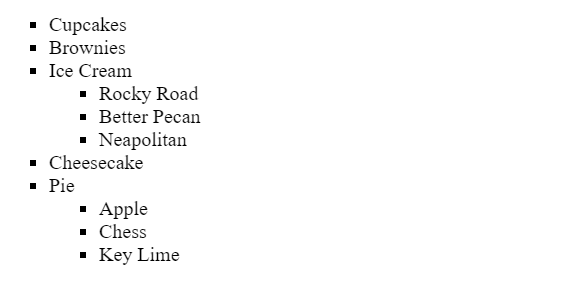 Cupcakes
Brownies
Ice Cream
Rocky Road
Better Pecan
Neapolitan
Cheesecake
Pie
Apple
Chess
Key Lime